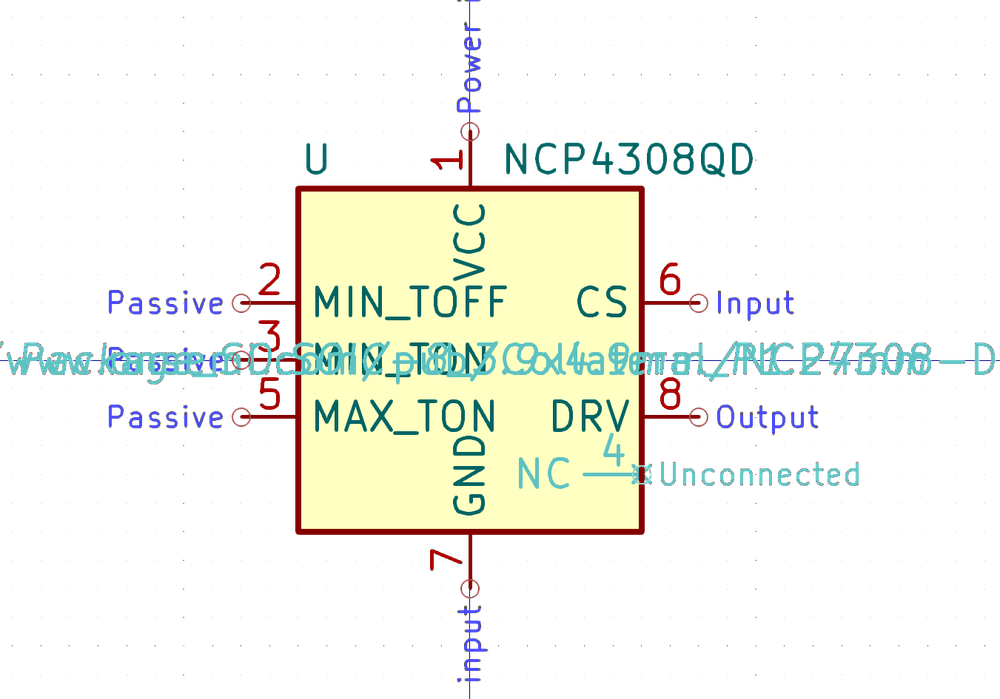 Power
1
U
NCP4308QD
VCC
2
Passive
MIN_TOFF
6
CS
Input
3
Passive
MIN_TON
5
Passive
MAX_TON
8
DRV
Output
4
NC
Unconnected
GND
7
input